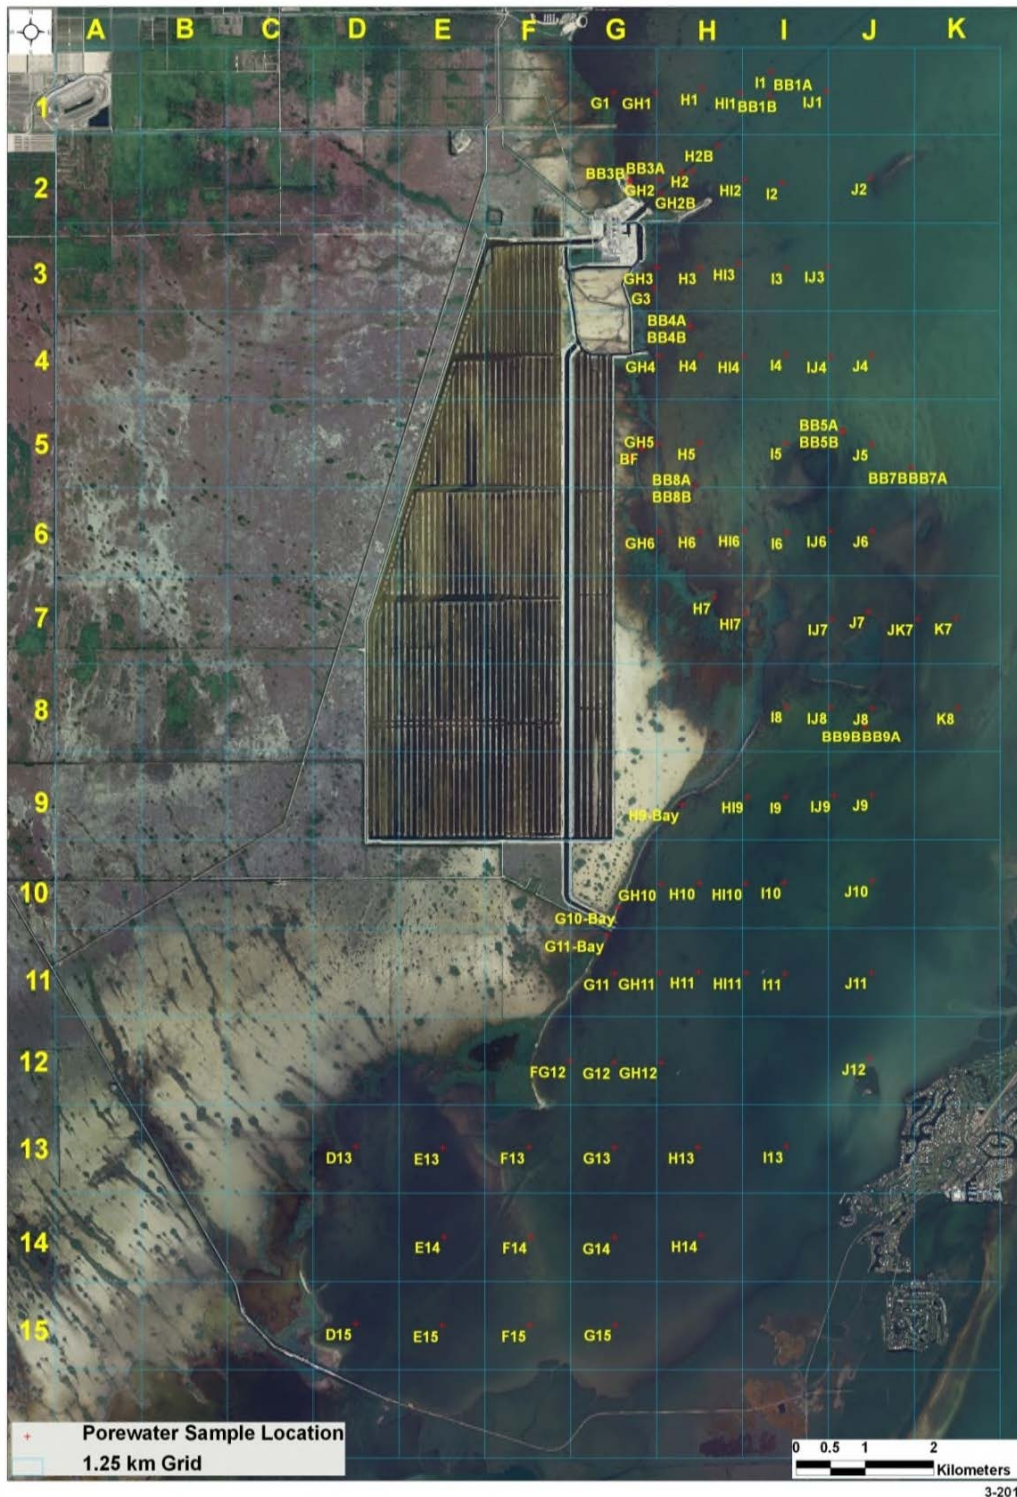 A B C D E F G H I J K
1
G1 GH1 H1 HI1 I1 BB1A BB1B IJ1
2
BB3B BB3A H2B
GH2 H2 GH2B HI2 I2 J2
3
GH3 H3 HI3 I3 IJ3
G3
BB4A
BB4B
4
GH4 H4 HI4 I4 IJ4 J4
BB5A
BB5B
5
GH5 H5 I5 J5
BF
BB7BBB7A
BB8A
BB8B
6
GH6 H6 HI6 I6 IJ6 J6
7
H7 HI7 IJ7 J7 JK7 K7
8
I8 IJ8 J8 K8
BB9BBB9A
9
H9-Bay HI9 I9 IJ9 J9
10
GH10 H10 HI10 I10 J10
G10-Bay
G11-Bay
11
G11 GH11 H11 HI11 I11 J11
12
FG12 G12 GH12 J12
13
D13 E13 F13 G13 H13 I13
14
E14 F14 G14 H14
15
D15 E15 F15 G15
Porewater Sample Location
1.25 km Grid
0 0.5 1 2
Kilometers
3-201